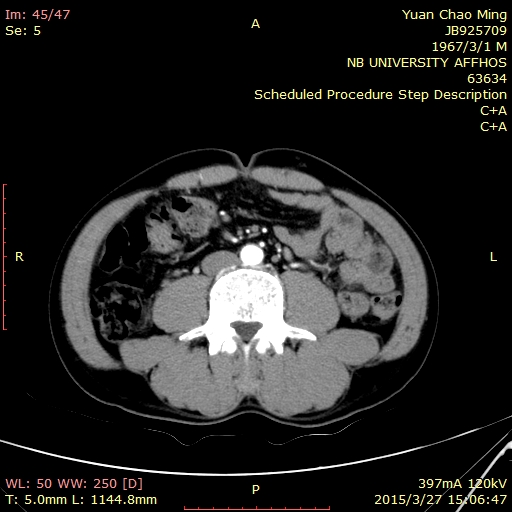 Im: 45/47
Se: 5
A
Yuan Chao Ming
JB925709
1967/3/1 M
NB UNIVERSITY AFFHOS
63634
Scheduled Procedure Step Description
C+A
C+A
R
L
WL: 50 WW: 250 [D]
T: 5.0mm L: 1144.8mm
P
397mA 120kV
2015/3/27 15:06:47